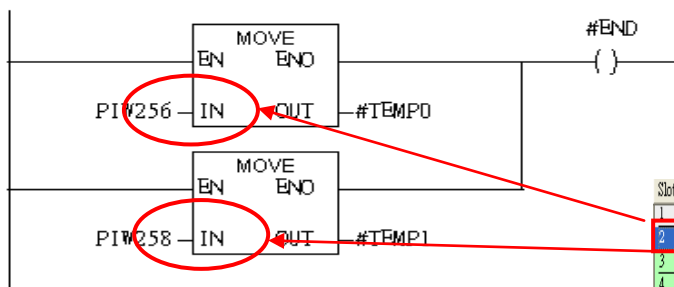 #END
MOVE
EN ENO
PIW256 IN OUT #TEMP0
MOVE
EN ENO
PIW258 IN OUT #TEMP1
Slot
1
2
3
4